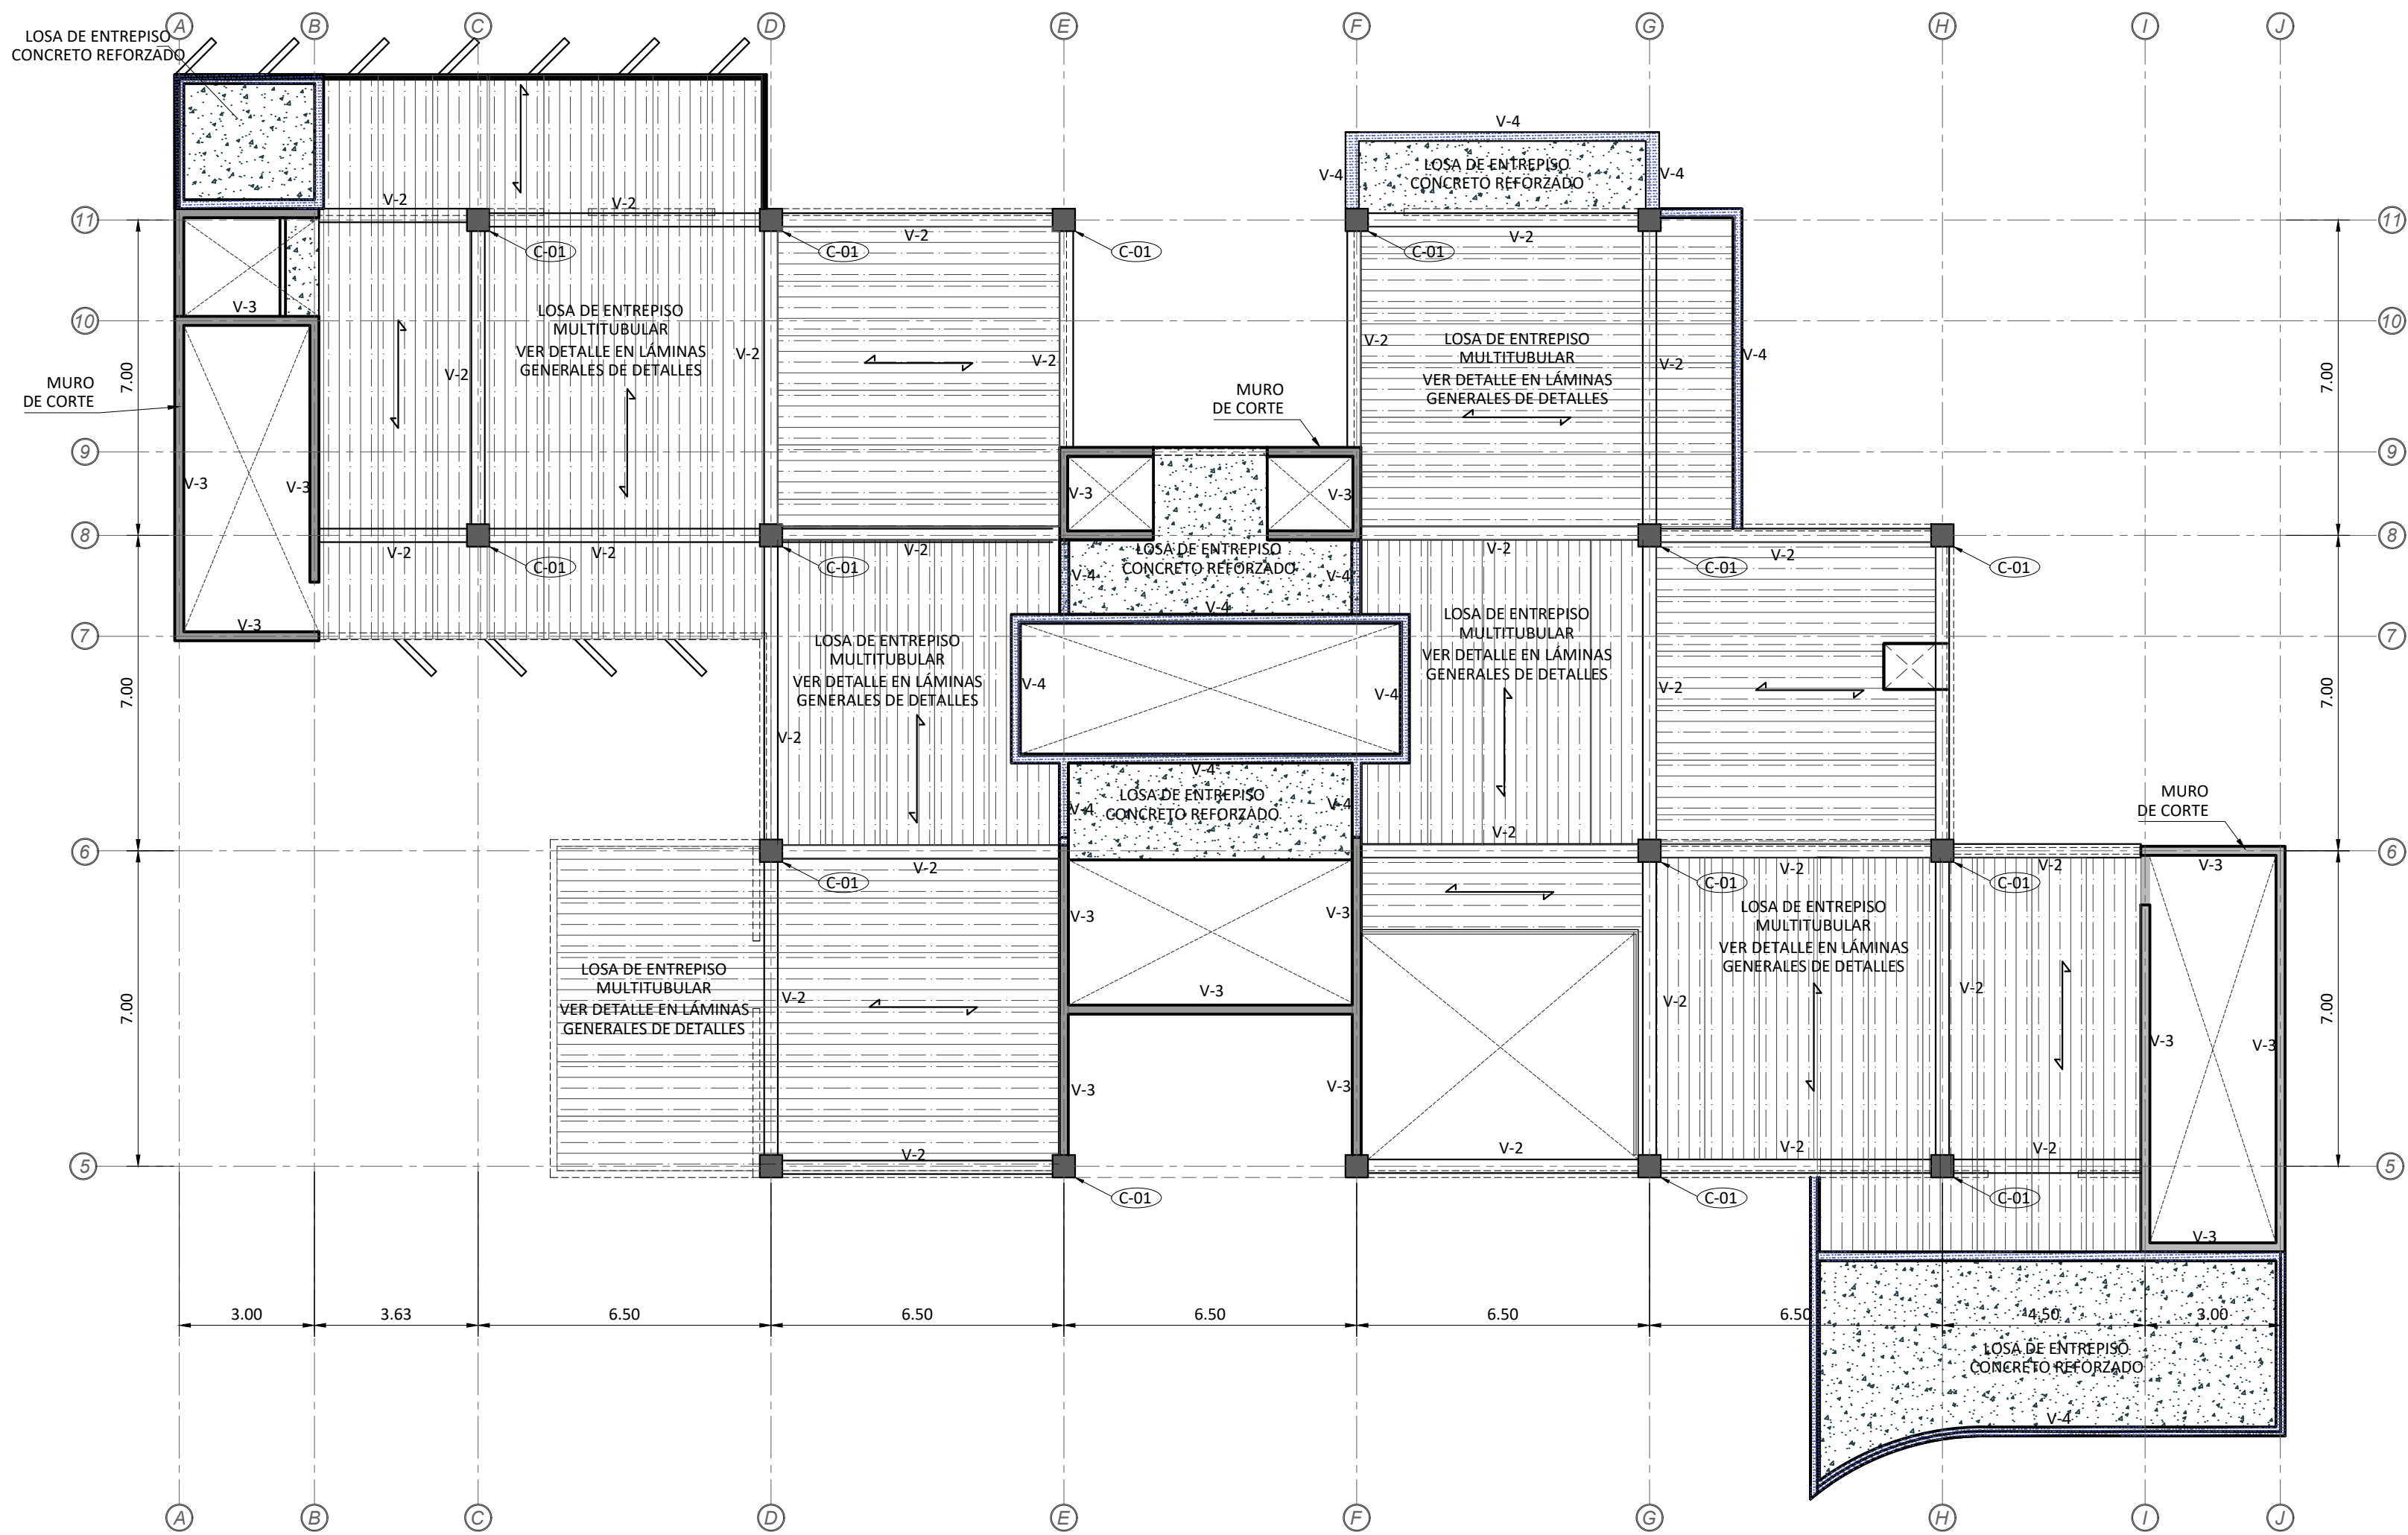 A B C D E F G H I J
LOSA DE ENTREPISO
CONCRETO REFORZADO
V-4
V-4
LOSA DE ENTREPISO
CONCRETO REFORZADO
V-4
11
V-2
V-2
V-2
V-2
11
C-01
C-01
C-01
C-01
10
V-3
LOSA DE ENTREPISO
MULTITUBULAR
VER DETALLE EN LÁMINAS
GENERALES DE DETALLES
10
7.00
MURO
DE CORTE
V-2
V-2
V-2
V-2
LOSA DE ENTREPISO
MULTITUBULAR
VER DETALLE EN LÁMINAS
GENERALES DE DETALLES
V-2
V-4
7.00
MURO
DE CORTE
9
V-3
V-3
V-3
V-3
9
8
V-2
V-2
V-2
V-2
V-2
8
C-01
C-01
C-01
C-01
LOSA DE ENTREPISO
CONCRETO REFORZADO
V-4
V-4
V-4
7
V-3
7
LOSA DE ENTREPISO
MULTITUBULAR
VER DETALLE EN LÁMINAS
GENERALES DE DETALLES
LOSA DE ENTREPISO
MULTITUBULAR
VER DETALLE EN LÁMINAS
GENERALES DE DETALLES
7.00
V-2
V-4
V-4
V-2
7.00
V-4
LOSA DE ENTREPISO
CONCRETO REFORZADO
V-4
V-4
MURO
DE CORTE
6
V-2
V-2
V-2
V-2
V-3
6
C-01
C-01
C-01
V-3
V-3
LOSA DE ENTREPISO
MULTITUBULAR
VER DETALLE EN LÁMINAS
GENERALES DE DETALLES
LOSA DE ENTREPISO
MULTITUBULAR
VER DETALLE EN LÁMINAS
GENERALES DE DETALLES
7.00
V-2
V-3
V-2
V-2
V-3
V-3
7.00
V-3
V-3
5
V-2
V-2
V-2
V-2
5
C-01
C-01
C-01
V-3
3.00 3.63 6.50 6.50 6.50 6.50 6.50 4.50 3.00
LOSA DE ENTREPISO
CONCRETO REFORZADO
V-4
A B C D E F G H I J